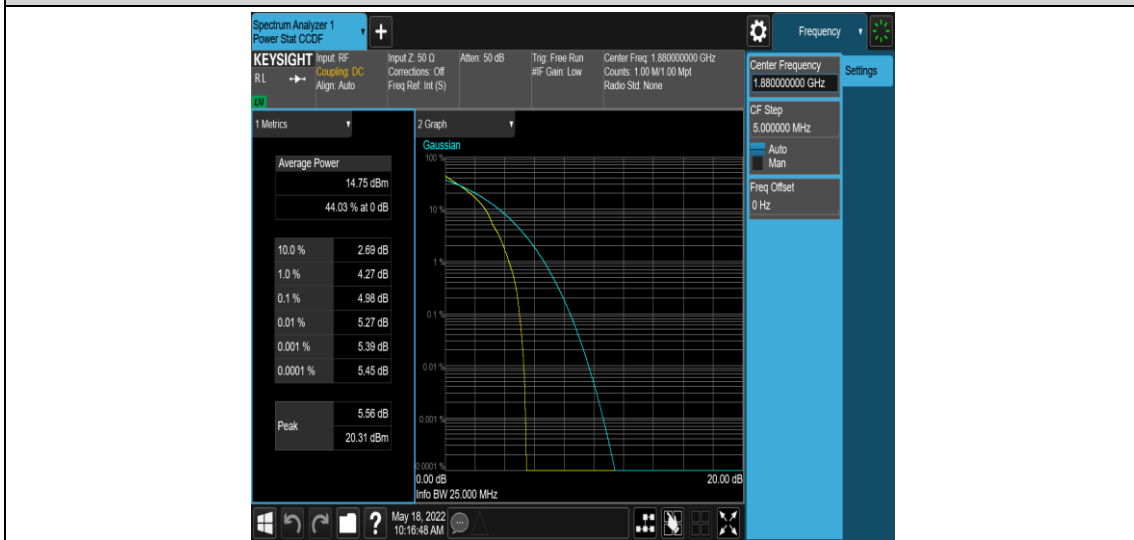 Spectrum Analyzer 1
Power Stat CCDF
Frequency
KEYSIGHT
RL
LXI
Input: RF
Coupling: DC
Align: Auto
Input Z: 50 Ω
Corrections: Off
Freq Ref: Int (S)
Atten: 50 dB
Trig: Free Run
#IF Gain: Low
Center Freq: 1.880000000 GHz
Counts: 1.00 M/1.00 Mpt
Radio Std: None
Center Frequency
1.880000000 GHz
Settings
CF Step
5.000000 MHz
Auto
Man
Freq Offset
0 Hz
1 Metrics
Average Power
14.75 dBm
44.03 % at 0 dB
10.0 % 2.69 dB
1.0 % 4.27 dB
0.1 % 4.98 dB
0.01 % 5.27 dB
0.001 % 5.39 dB
0.0001 % 5.45 dB
Peak 5.56 dB
20.31 dBm
2 Graph
Gaussian
100 %
10 %
1 %
0.1 %
0.01 %
0.001 %
0.0001 %
0.00 dB 20.00 dB
Info BW 25.000 MHz
May 18, 2022
10:16:48 AM